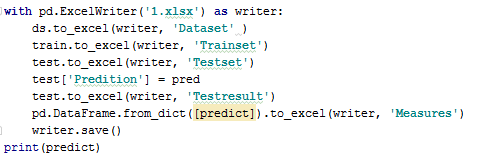 with pd.ExcelWriter('1.xlsx') as writer:
    ds.to_excel(writer, 'Dataset' )
    train.to_excel(writer, 'Trainset')
    test.to_excel(writer, 'Testset')
    test['Predition'] = pred
    test.to_excel(writer, 'Testresult')
    pd.DataFrame.from_dict([predict]).to_excel(writer, 'Measures')
    writer.save()
print(predict)